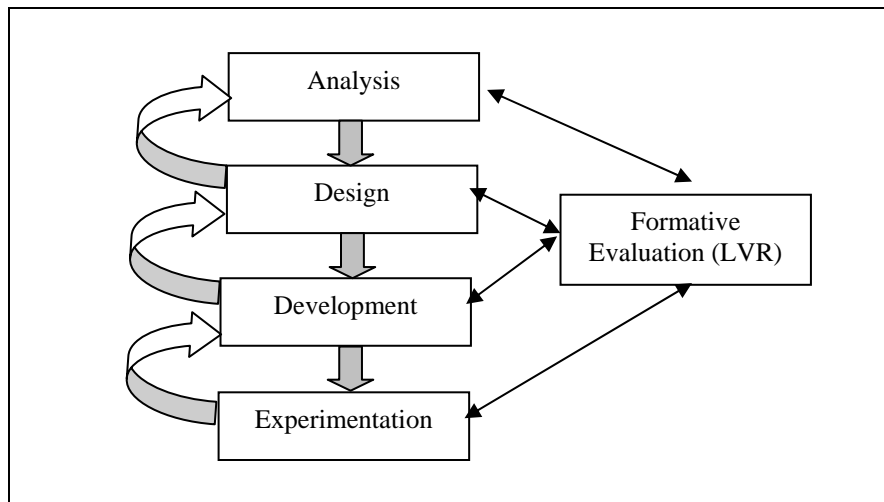 Analysis
Design
Formative
Evaluation (LVR)
Development
Experimentation